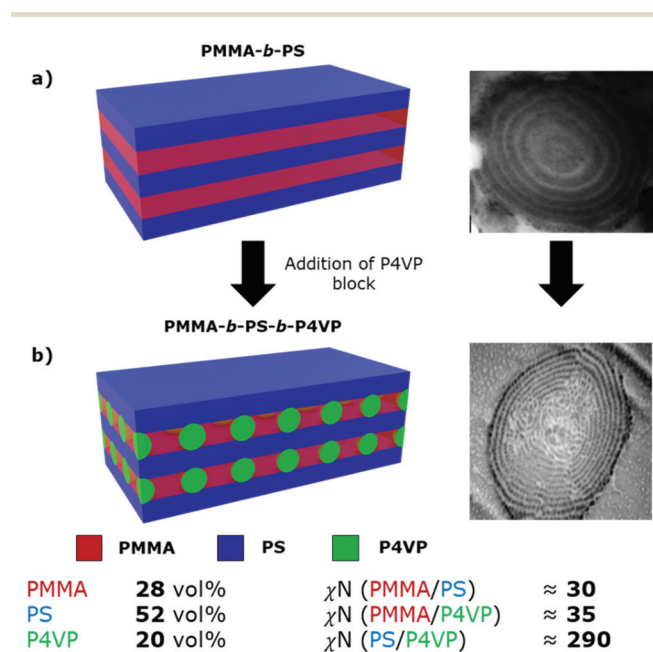 PMMA-b-PS
a)
Addition of P4VP
block
PMMA-b-PS-b-P4VP
b)
PMMA PS P4VP
PMMA 28 vol% χN (PMMA/PS) ≈ 30
PS 52 vol% χN (PMMA/P4VP) ≈ 35
P4VP 20 vol% χN (PS/P4VP) ≈ 290